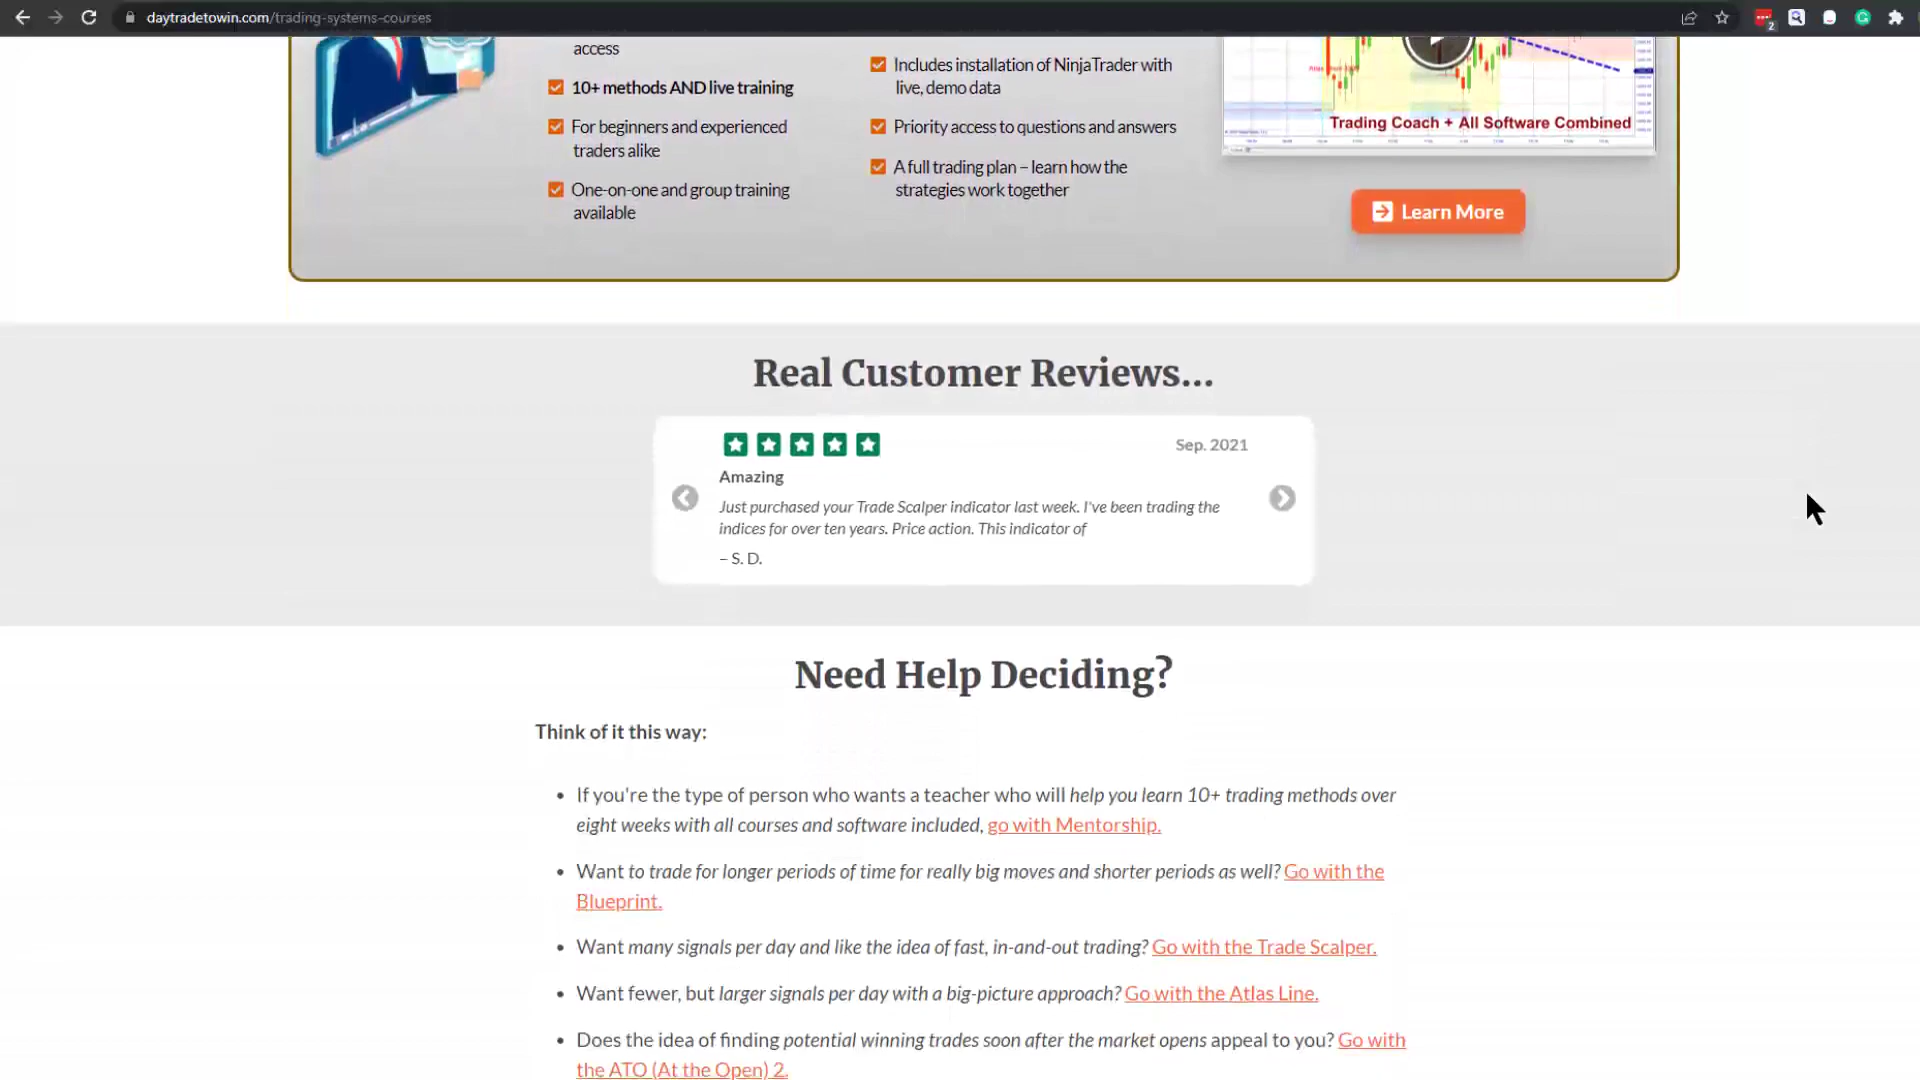 daytradetowin.com/trading-systems-courses
2
access
10+ methods AND live training
For beginners and experienced
traders alike
One-on-one and group training
available
Includes installation of NinjaTrader with
live, demo data
Priority access to questions and answers
A full trading plan – learn how the
strategies work together
Trading Coach + All Software Combined
Learn More
Real Customer Reviews...
Sep. 2021
Amazing
Just purchased your Trade Scalper indicator last week. I've been trading the
indices for over ten years. Price action. This indicator of
– S. D.
Need Help Deciding?
Think of it this way:
• If you're the type of person who wants a teacher who will help you learn 10+ trading methods over
eight weeks with all courses and software included, go with Mentorship.
• Want to trade for longer periods of time for really big moves and shorter periods as well? Go with the
Blueprint.
• Want many signals per day and like the idea of fast, in-and-out trading? Go with the Trade Scalper.
• Want fewer, but larger signals per day with a big-picture approach? Go with the Atlas Line.
• Does the idea of finding potential winning trades soon after the market opens appeal to you? Go with
the ATO (At the Open) 2.